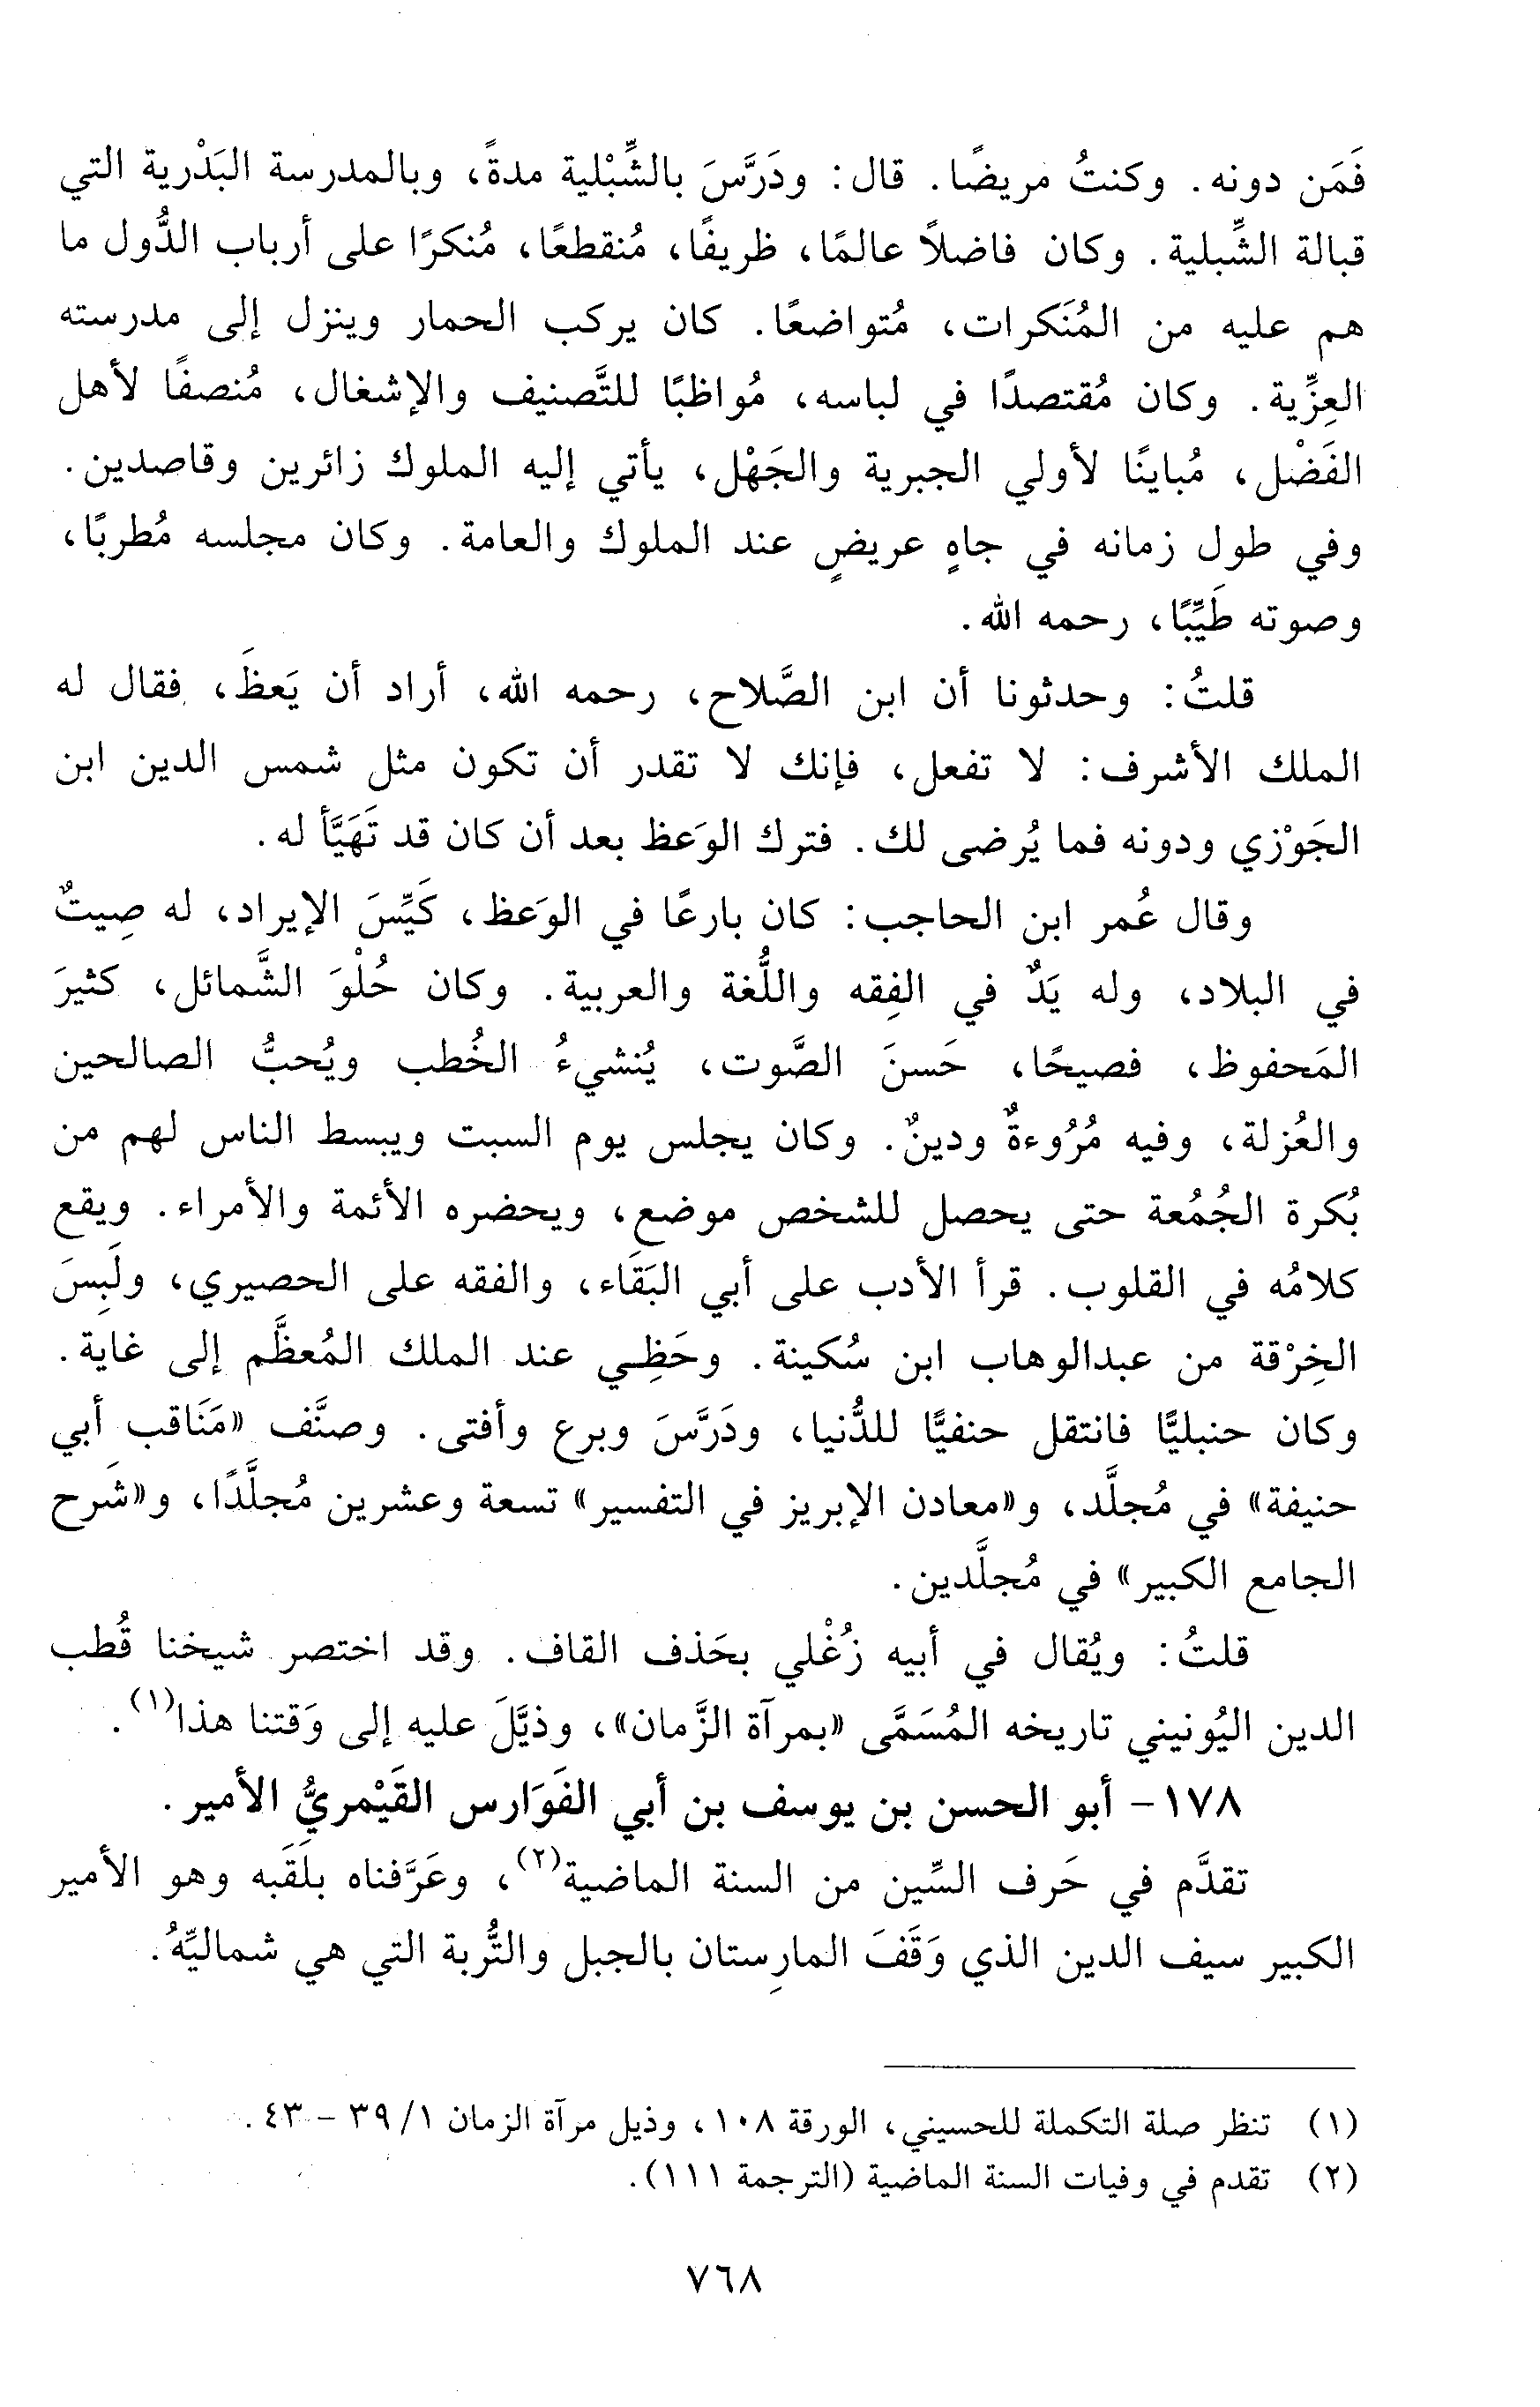 فَمَن دونه. وكنتُ مريضًا. قال: ودَرَّسَ بالشِّبْلية مدةً، وبالمدرسة البَدْرية التي
قبالة الشِّبلية. وكان فاضلاً عالمًا، ظريفًا، مُنقطعًا، مُنكرًا على أرباب الدُّول ما
هم عليه من المُنَكرات، مُتواضعًا. كان يركب الحمار وينزل إلى مدرسته
العِزِّية. وكان مُقتصدًا في لباسه، مُواظبًا للتَّصنيف والإشغال، مُنصفًا لأهل
الفَضْل، مُباينًا لأولي الجبرية والجَهْل، يأتي إليه الملوك زائرين وقاصدين.
وفي طول زمانه في جاهٍ عريضٍ عند الملوك والعامة. وكان مجلسه مُطربًا،
وصوته طَيِّبًا، رحمه الله.
قلتُ: وحدثونا أن ابن الصَّلاح، رحمه الله، أراد أن يَعظَ، فقال له
الملك الأشرف: لا تفعل، فإنك لا تقدر أن تكون مثل شمس الدين ابن
الجَوْزي ودونه فما يُرضى لك. فترك الوَعظ بعد أن كان قد تَهَيَّأ له.
وقال عُمر ابن الحاجب: كان بارعًا في الوَعظ، كَيِّسَ الإيراد، له صِيتٌ
في البلاد، وله يَدٌ في الفِقه واللُّغة والعربية. وكان حُلْوَ الشَّمائل، كثيرَ
المَحفوظ، فصيحًا، حَسنَ الصَّوت، يُنشيءُ الخُطب ويُحبُّ الصالحين
والعُزلة، وفيه مُرُوءةٌ ودينٌ. وكان يجلس يوم السبت ويبسط الناس لهم من
بُكرة الجُمُعة حتى يحصل للشخص موضع، ويحضره الأئمة والأمراء. ويقع
كلامُه في القلوب. قرأ الأدب على أبي البَقَاء، والفقه على الحصيري، ولَبِسَ
الخِرْقة من عبدالوهاب ابن سُكينة. وحَظِي عند الملك المُعظَّم إلى غاية.
وكان حنبليًّا فانتقل حنفيًّا للدُّنيا، ودَرَّسَ وبرع وأفتى. وصنَّف «مَنَاقب أبي
حنيفة» في مُجلَّد، و«معادن الإبريز في التفسير» تسعة وعشرين مُجلَّدًا، و«شَرح
الجامع الكبير» في مُجلَّدين.
قلتُ: ويُقال في أبيه زُغْلي بحَذف القاف. وقد اختصر شيخنا قُطب
الدين اليُونيني تاريخه المُسَمَّى «بمرآة الزَّمان»، وذيَّلَ عليه إلى وَقتنا هذا(١).
١٧٨- أبو الحسن بن يوسف بن أبي الفَوَارس القَيْمريُّ الأمير.
تقدَّم في حَرف السِّين من السنة الماضية(٢)، وعَرَّفناه بلَقَبه وهو الأمير
الكبير سيف الدين الذي وَقَفَ المارِستان بالجبل والتُّربة التي هي شماليِّهُ.
(١) تنظر صلة التكملة للحسيني، الورقة ١٠٨، وذيل مرآة الزمان ١/ ٣٩ - ٤٣.
(٢) تقدم في وفيات السنة الماضية (الترجمة ١١١).
٧٦٨